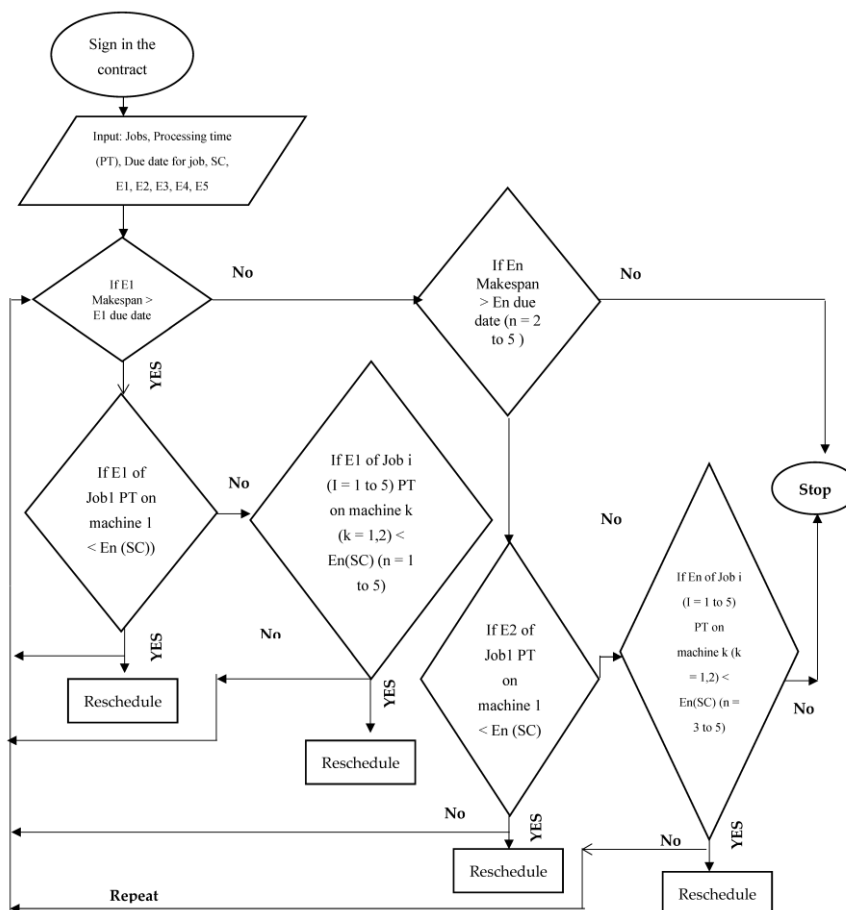 Sign in the
contract
Input: Jobs, Processing time
(PT), Due date for job, SC,
E1, E2, E3, E4, E5
If E1
Makespan >
E1 due date
No
If En
Makespan
> En due
date (n = 2
to 5 )
No
YES
If E1 of
Job1 PT on
machine 1
< En (SC))
No
If E1 of Job i
(I = 1 to 5) PT
on machine k
(k = 1,2) <
En(SC) (n = 1
to 5)
Stop
No
If E2 of
Job1 PT
on
machine 1
< En (SC)
If En of Job i
(I = 1 to 5)
PT on
machine k (k
= 1,2) <
En(SC) (n =
3 to 5)
No
YES
Reschedule
No
YES
Reschedule
No
YES
Reschedule
No
YES
Reschedule
Repeat